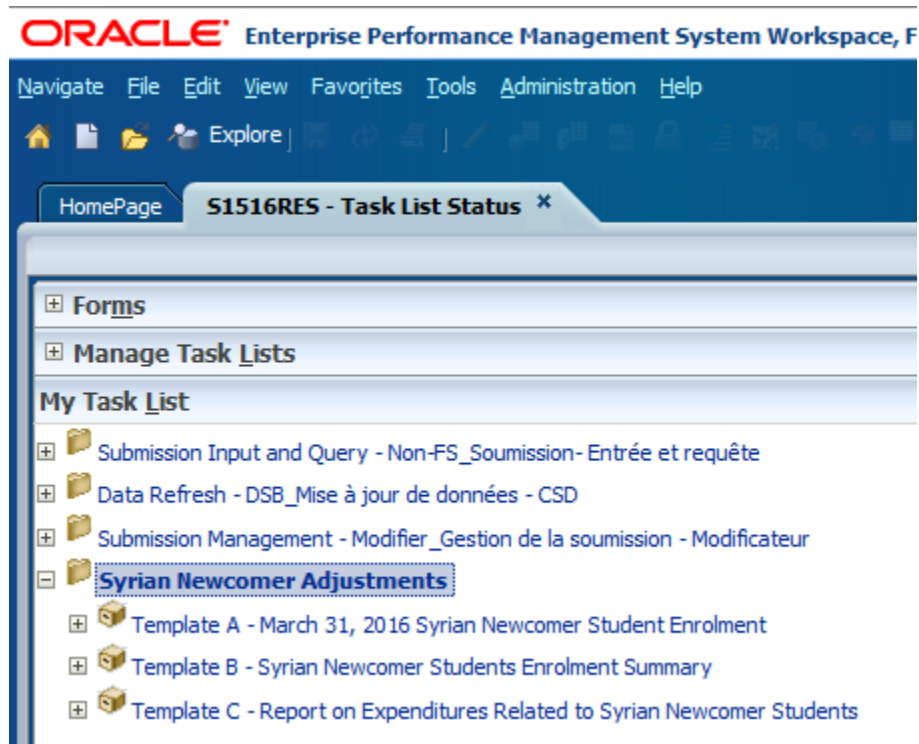 ORACLE Enterprise Performance Management System Workspace, F
Navigate File Edit View Favorites Tools Administration Help
Explore
HomePage S1516RES - Task List Status
Forms
Manage Task Lists
My Task List
Submission Input and Query - Non-FS_Soumission- Entrée et requête
Data Refresh - DSB_Mise à jour de données - CSD
Submission Management - Modifier_Gestion de la soumission - Modificateur
Syrian Newcomer Adjustments
Template A - March 31, 2016 Syrian Newcomer Student Enrolment
Template B - Syrian Newcomer Students Enrolment Summary
Template C - Report on Expenditures Related to Syrian Newcomer Students